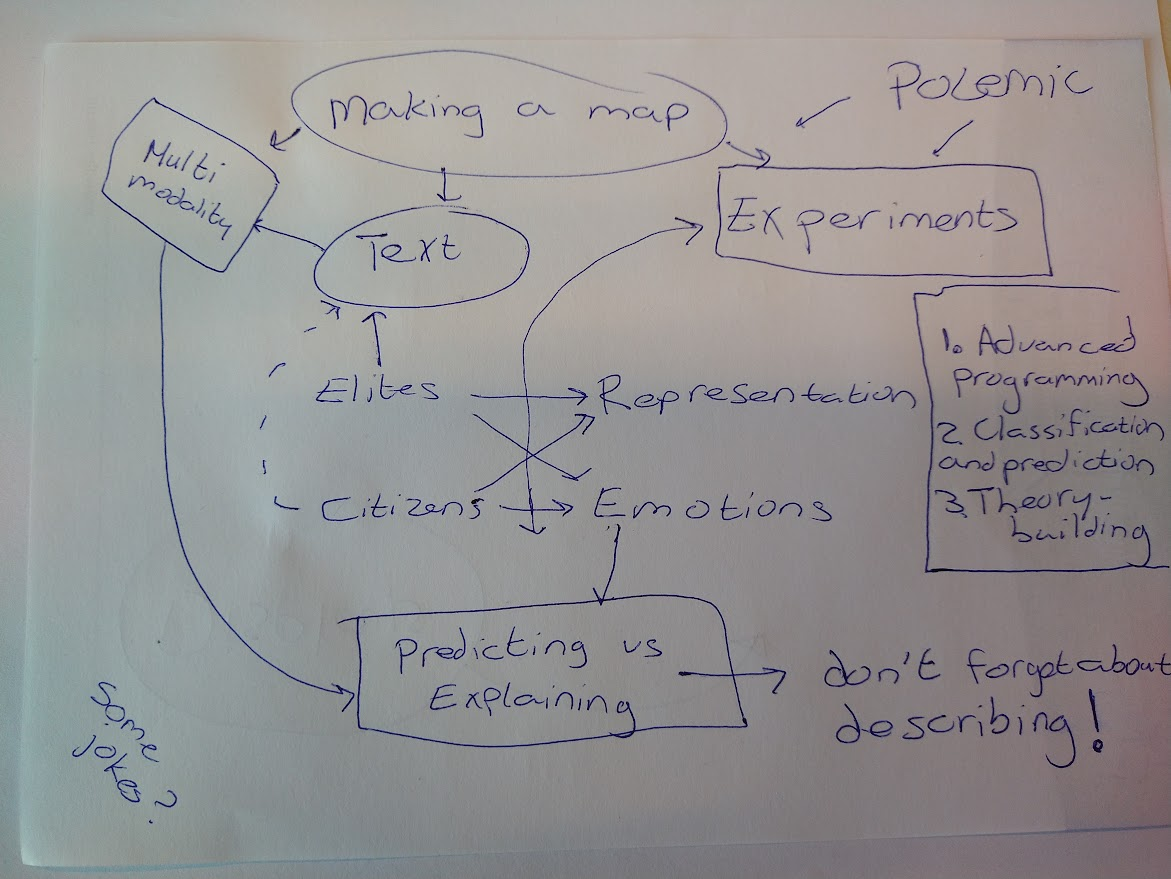 Making a map
Polemic
Multi
modality
Text
Experiments
Elites
Representation
Citizens
Emotions
1. Advanced
programming
2. Classification
and prediction
3. Theory-
building
Predicting vs
Explaining
don't forget about
describing!
Some
jokes?